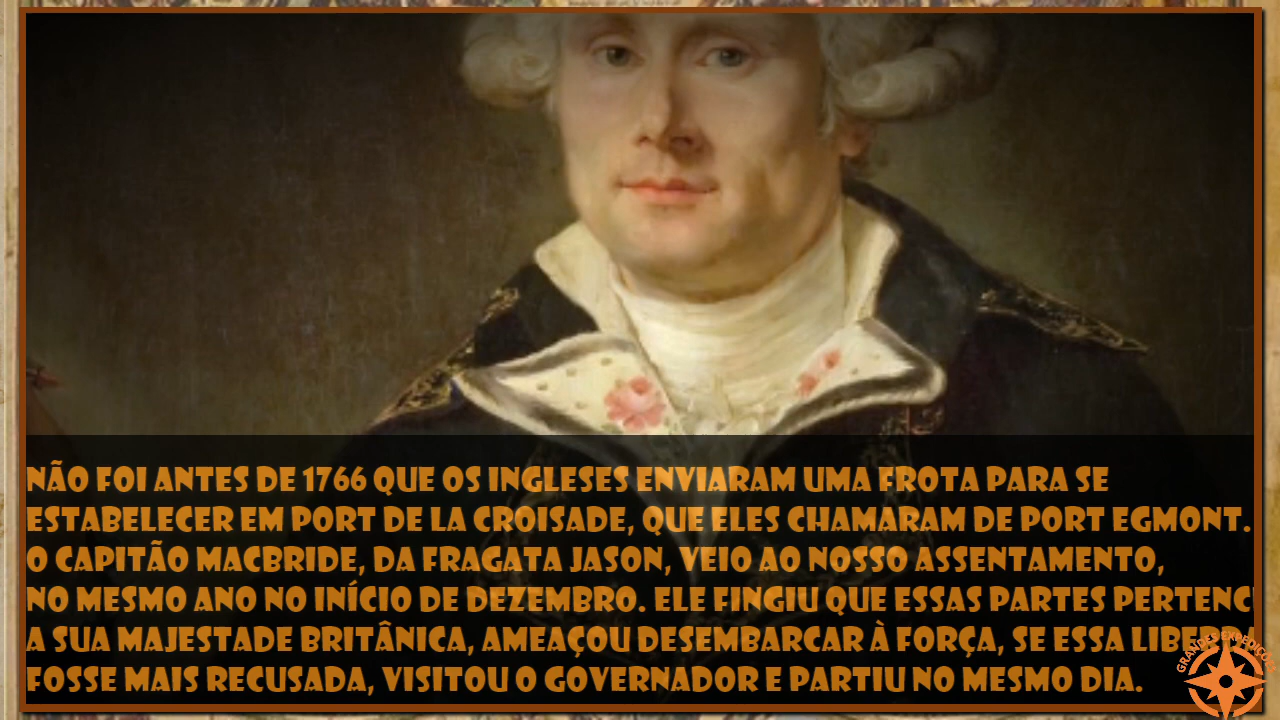 NÃO FOI ANTES DE 1766 QUE OS INGLESES ENVIARAM UMA FROTA PARA SE
ESTABELECER EM PORT DE LA CROISADE, QUE ELES CHAMARAM DE PORT EGMONT.
O CAPITÃO MACBRIDE, DA FRAGATA JASON, VEIO AO NOSSO ASSENTAMENTO,
NO MESMO ANO NO INÍCIO DE DEZEMBRO. ELE FINGIU QUE ESSAS PARTES
A SUA MAJESTADE BRITÂNICA, AMEAÇOU DESEMBARCAR À FORÇA, SE ESSA
FOSSE MAIS RECUSADA, VISITOU O GOVERNADOR E PARTIU NO MESMO DIA.
GRANDES EXPEDIÇÕES